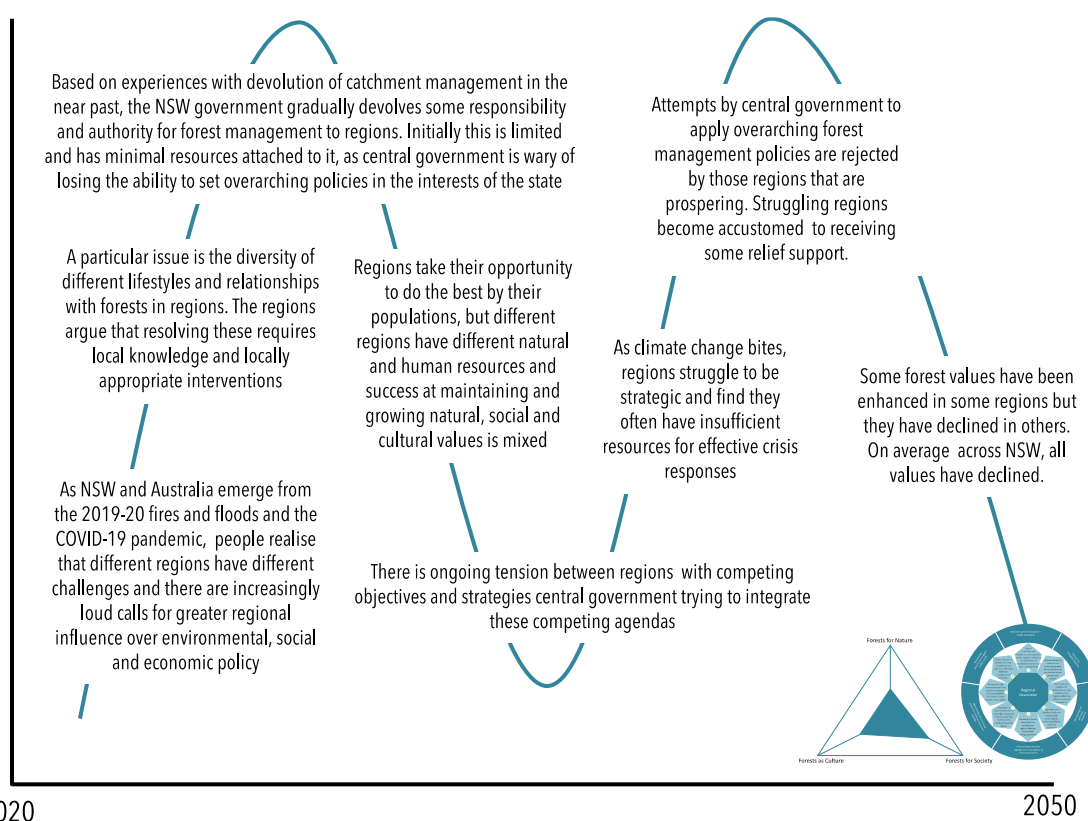 As NSW and Australia emerge from
the 2019-20 fires and floods and the
COVID-19 pandemic, people realise
that different regions have different
challenges and there are increasingly
loud calls for greater regional
influence over environmental, social
and economic policy
A particular issue is the diversity of
different lifestyles and relationships
with forests in regions. The regions
argue that resolving these requires
local knowledge and locally
appropriate interventions
Based on experiences with devolution of catchment management in the
near past, the NSW government gradually devolves some responsibility
and authority for forest management to regions. Initially this is limited
and has minimal resources attached to it, as central government is wary of
losing the ability to set overarching policies in the interests of the state
Regions take their opportunity
to do the best by their
populations, but different
regions have different natural
and human resources and
success at maintaining and
growing natural, social and
cultural values is mixed
There is ongoing tension between regions with competing
objectives and strategies central government trying to integrate
these competing agendas
As climate change bites,
regions struggle to be
strategic and find they
often have insufficient
resources for effective crisis
responses
Attempts by central government to
apply overarching forest
management policies are rejected
by those regions that are
prospering. Struggling regions
become accustomed to receiving
some relief support.
Some forest values have been
enhanced in some regions but
they have declined in others.
On average across NSW, all
values have declined.
Forests for Nature
Forests as Culture
Forests for Society
Regional
020
2050